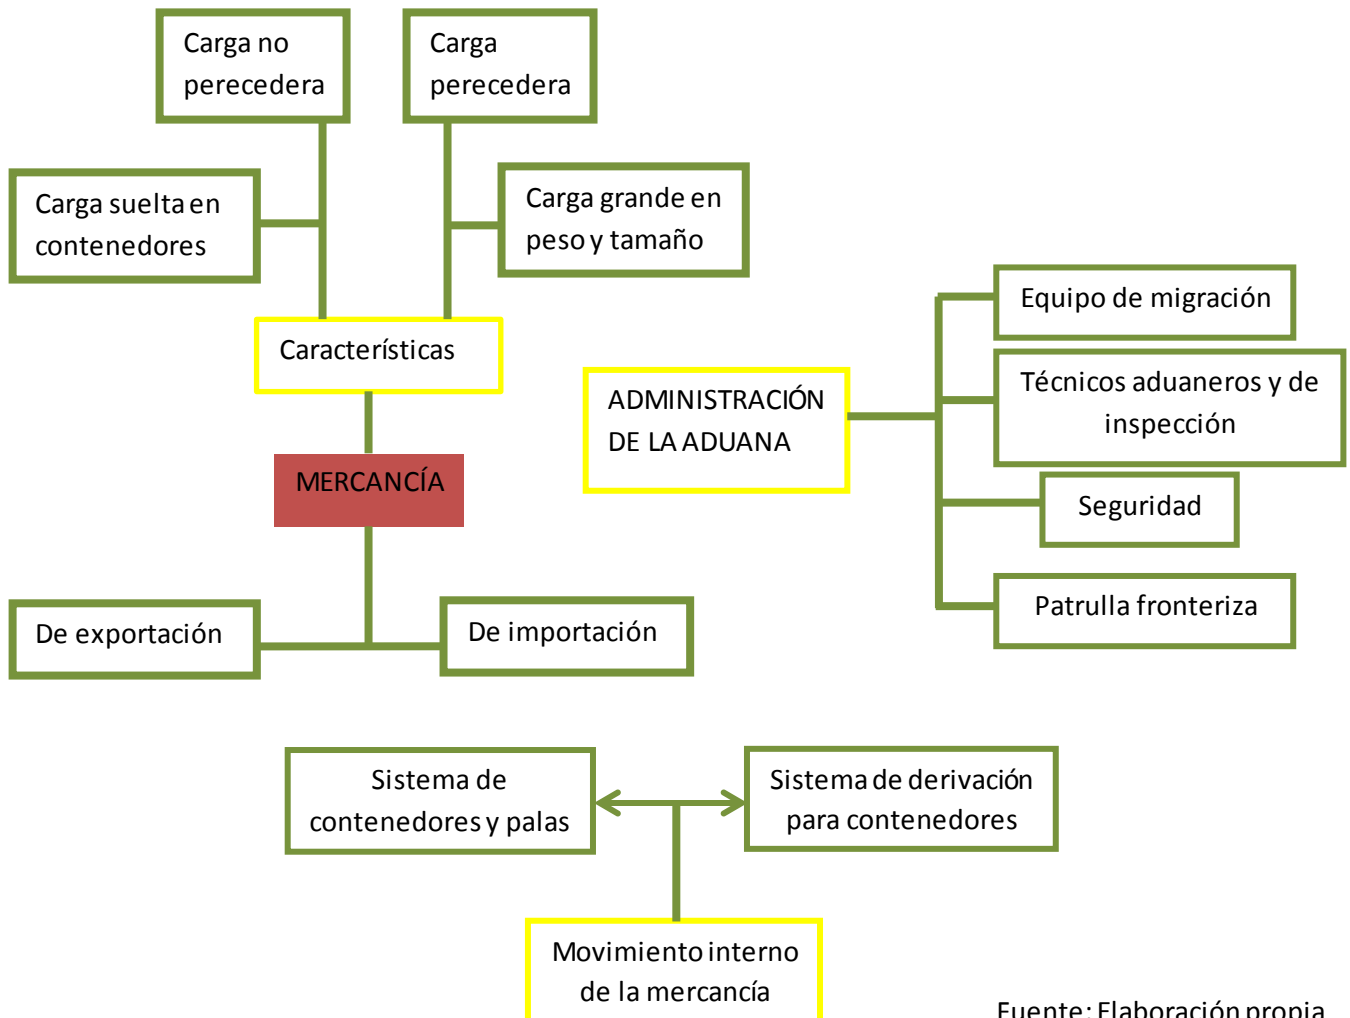 Carga no
perecedera
Carga
perecedera
Carga suelta en
contenedores
Carga grande en
peso y tamaño
Características
MERCANCÍA
De exportación
De importación
ADMINISTRACIÓN
DE LA ADUANA
Equipo de migración
Técnicos aduaneros y de
inspección
Seguridad
Patrulla fronteriza
Sistema de
contenedores y palas
Sistema de derivación
para contenedores
Movimiento interno
de la mercancía
Fuente: Elaboración propia